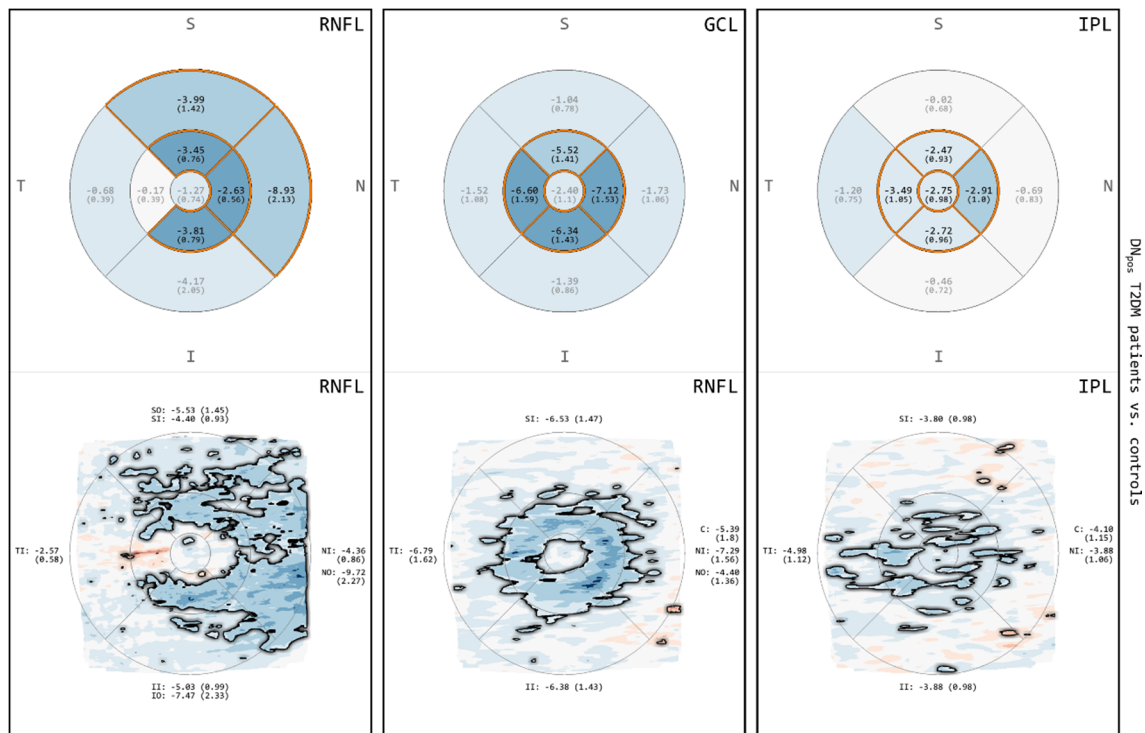 S RNFL
-3.99
(1.42)
-3.45
(0.76)
T -0.68 -0.17 -1.27 -2.63 -8.93 N
(0.39) (0.39) (0.74) (0.56) (2.13)
-3.81
(0.79)
-4.17
(2.05)
I
S GCL
-1.04
(0.78)
-5.52
(1.41)
T -1.52 -6.60 -2.40 -7.12 -1.73 N
(1.08) (1.59) (1.1) (1.53) (1.06)
-6.34
(1.43)
-1.39
(0.86)
I
S IPL
-0.02
(0.68)
-2.47
(0.93)
T -1.20 -3.49 -2.75 -2.91 -0.69 N
(0.75) (1.05) (0.98) (1.0) (0.83)
-2.72
(0.96)
-0.46
(0.72)
I
RNFL
SO: -5.53 (1.45)
SI: -4.40 (0.93)
TI: -2.57
(0.58)
NI: -4.36
(0.86)
NO: -9.72
(2.27)
II: -5.03 (0.99)
IO: -7.47 (2.33)
RNFL
SI: -6.53 (1.47)
TI: -6.79
(1.62)
C: -5.39
(1.8)
NI: -7.29
(1.56)
NO: -4.40
(1.36)
II: -6.38 (1.43)
IPL
SI: -3.80 (0.98)
TI: -4.98
(1.12)
C: -4.10
(1.15)
NI: -3.88
(1.06)
II: -3.88 (0.98)
DNpos T2DM patients vs. controls